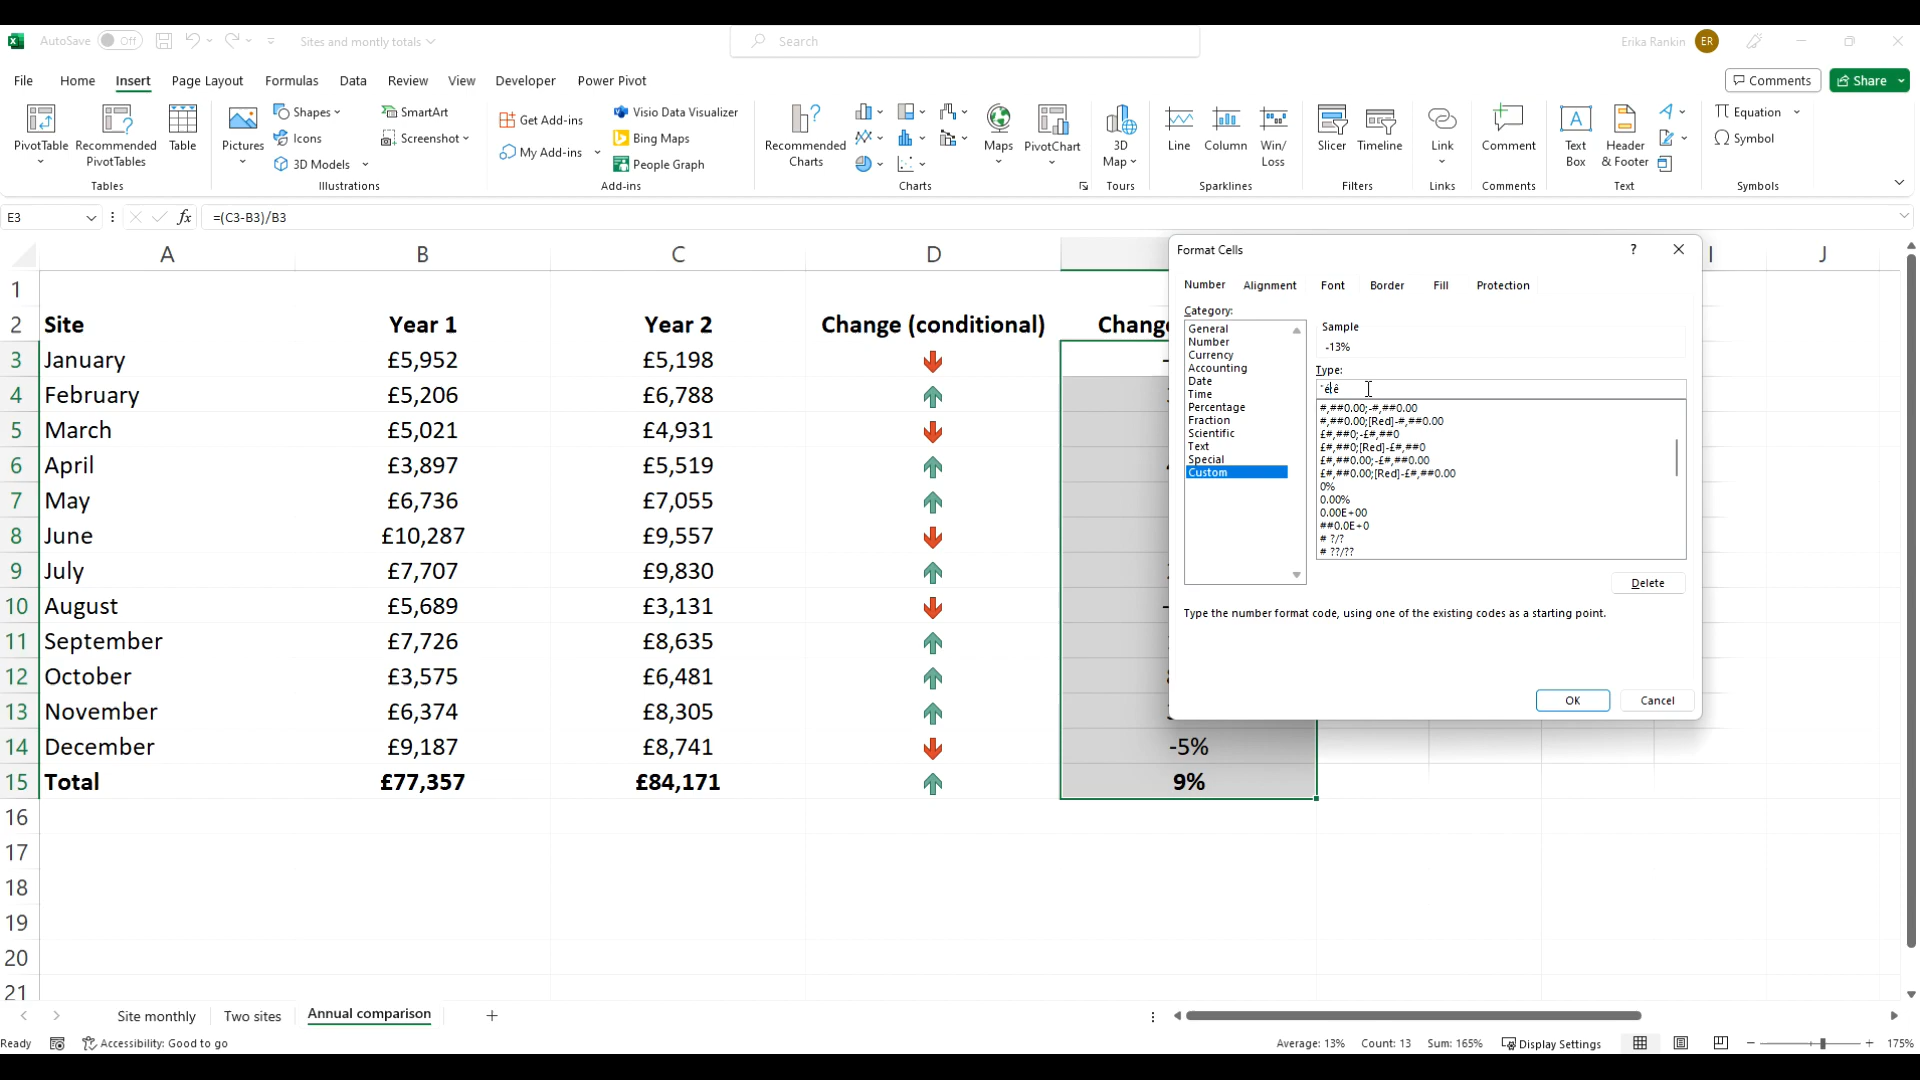 AutoSave Off Sites and montly totals Search Erika Rankin ER
File Home Insert Page Layout Formulas Data Review View Developer Power Pivot Comments Share
PivotTable Recommended PivotTables Table
Tables
Pictures Shapes Icons 3D Models SmartArt Screenshot
Illustrations
Get Add-ins My Add-ins Visio Data Visualizer Bing Maps People Graph
Add-ins
Recommended Charts Maps PivotChart
Charts
3D Map
Tours
Line Column Win/Loss
Sparklines
Slicer Timeline
Filters
Link
Links
Comment
Comments
Text Box Header & Footer
Text
Equation Symbol
Symbols
E3 fx =(C3-B3)/B3
A B C D I J
1
2 Site Year 1 Year 2 Change (conditional) Chang
3 January £5,952 £5,198
4 February £5,206 £6,788
5 March £5,021 £4,931
6 April £3,897 £5,519
7 May £6,736 £7,055
8 June £10,287 £9,557
9 July £7,707 £9,830
10 August £5,689 £3,131
11 September £7,726 £8,635
12 October £3,575 £6,481
13 November £6,374 £8,305
14 December £9,187 £8,741 -5%
15 Total £77,357 £84,171 9%
16
17
18
19
20
21
Format Cells ?
Number Alignment Font Border Fill Protection
Category:
General
Number
Currency
Accounting
Date
Time
Percentage
Fraction
Scientific
Text
Special
Custom
Sample
-13%
Type:
#,##0.00;-#,##0.00
#,##0.00;[Red]-#,##0.00
£#,##0;-£#,##0
£#,##0;[Red]-£#,##0
£#,##0.00;-£#,##0.00
£#,##0.00;[Red]-£#,##0.00
0%
0.00%
0.00E+00
##0.0E+0
# ?/?
# ??/??
Delete
Type the number format code, using one of the existing codes as a starting point.
OK Cancel
Site monthly Two sites Annual comparison
Ready Accessibility: Good to go Average: 13% Count: 13 Sum: 165% Display Settings 175%